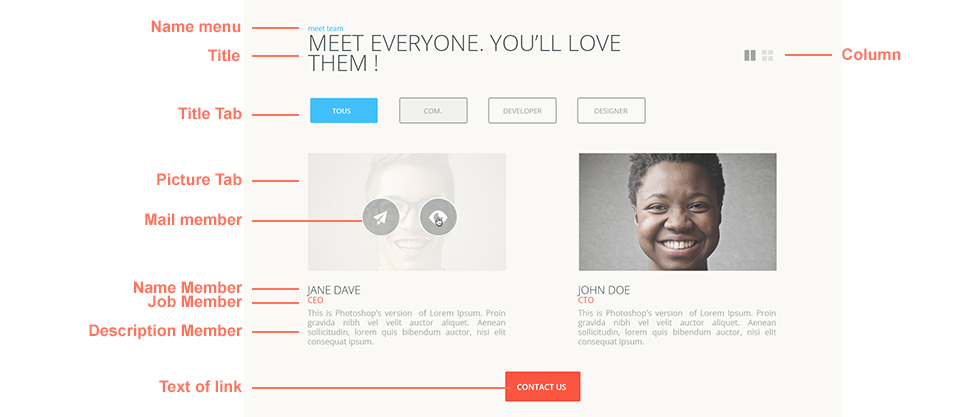 Name menu
meet team
Title
MEET EVERYONE. YOU'LL LOVE
THEM !
Column
Title Tab
TOUS
COM.
DEVELOPER
DESIGNER
Picture Tab
Mail member
Name Member
JANE DAVE
JOHN DOE
Job Member
CEO
CTO
Description Member
This is Photoshop's version of Lorem Ipsum. Proin
gravida nibh vel velit auctor aliquet. Aenean
sollicitudin, lorem quis bibendum auctor, nisi elit
consequat ipsum.
This is Photoshop's version of Lorem Ipsum. Proin
gravida nibh vel velit auctor aliquet. Aenean
sollicitudin, lorem quis bibendum auctor, nisi elit
consequat ipsum.
Text of link
CONTACT US